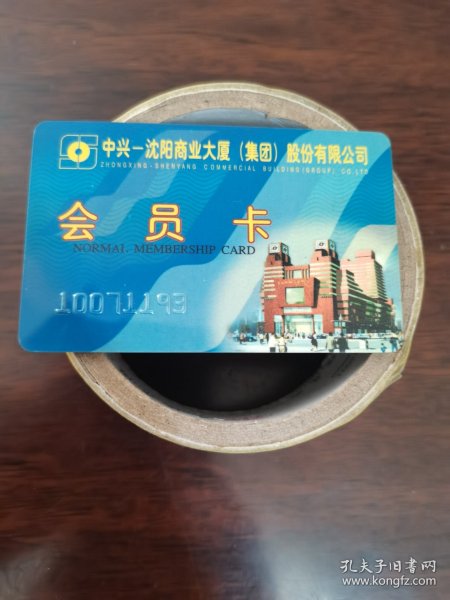 中兴－沈阳商业大厦（集团）股份有限公司
ZHONGXING-SHENYANG COMMERCIAL BUILDING(GROUP) CO.LTD
会员卡
NORMAL MEMBERSHIP CARD
10071193
孔夫子旧书网
www.kongfz.com